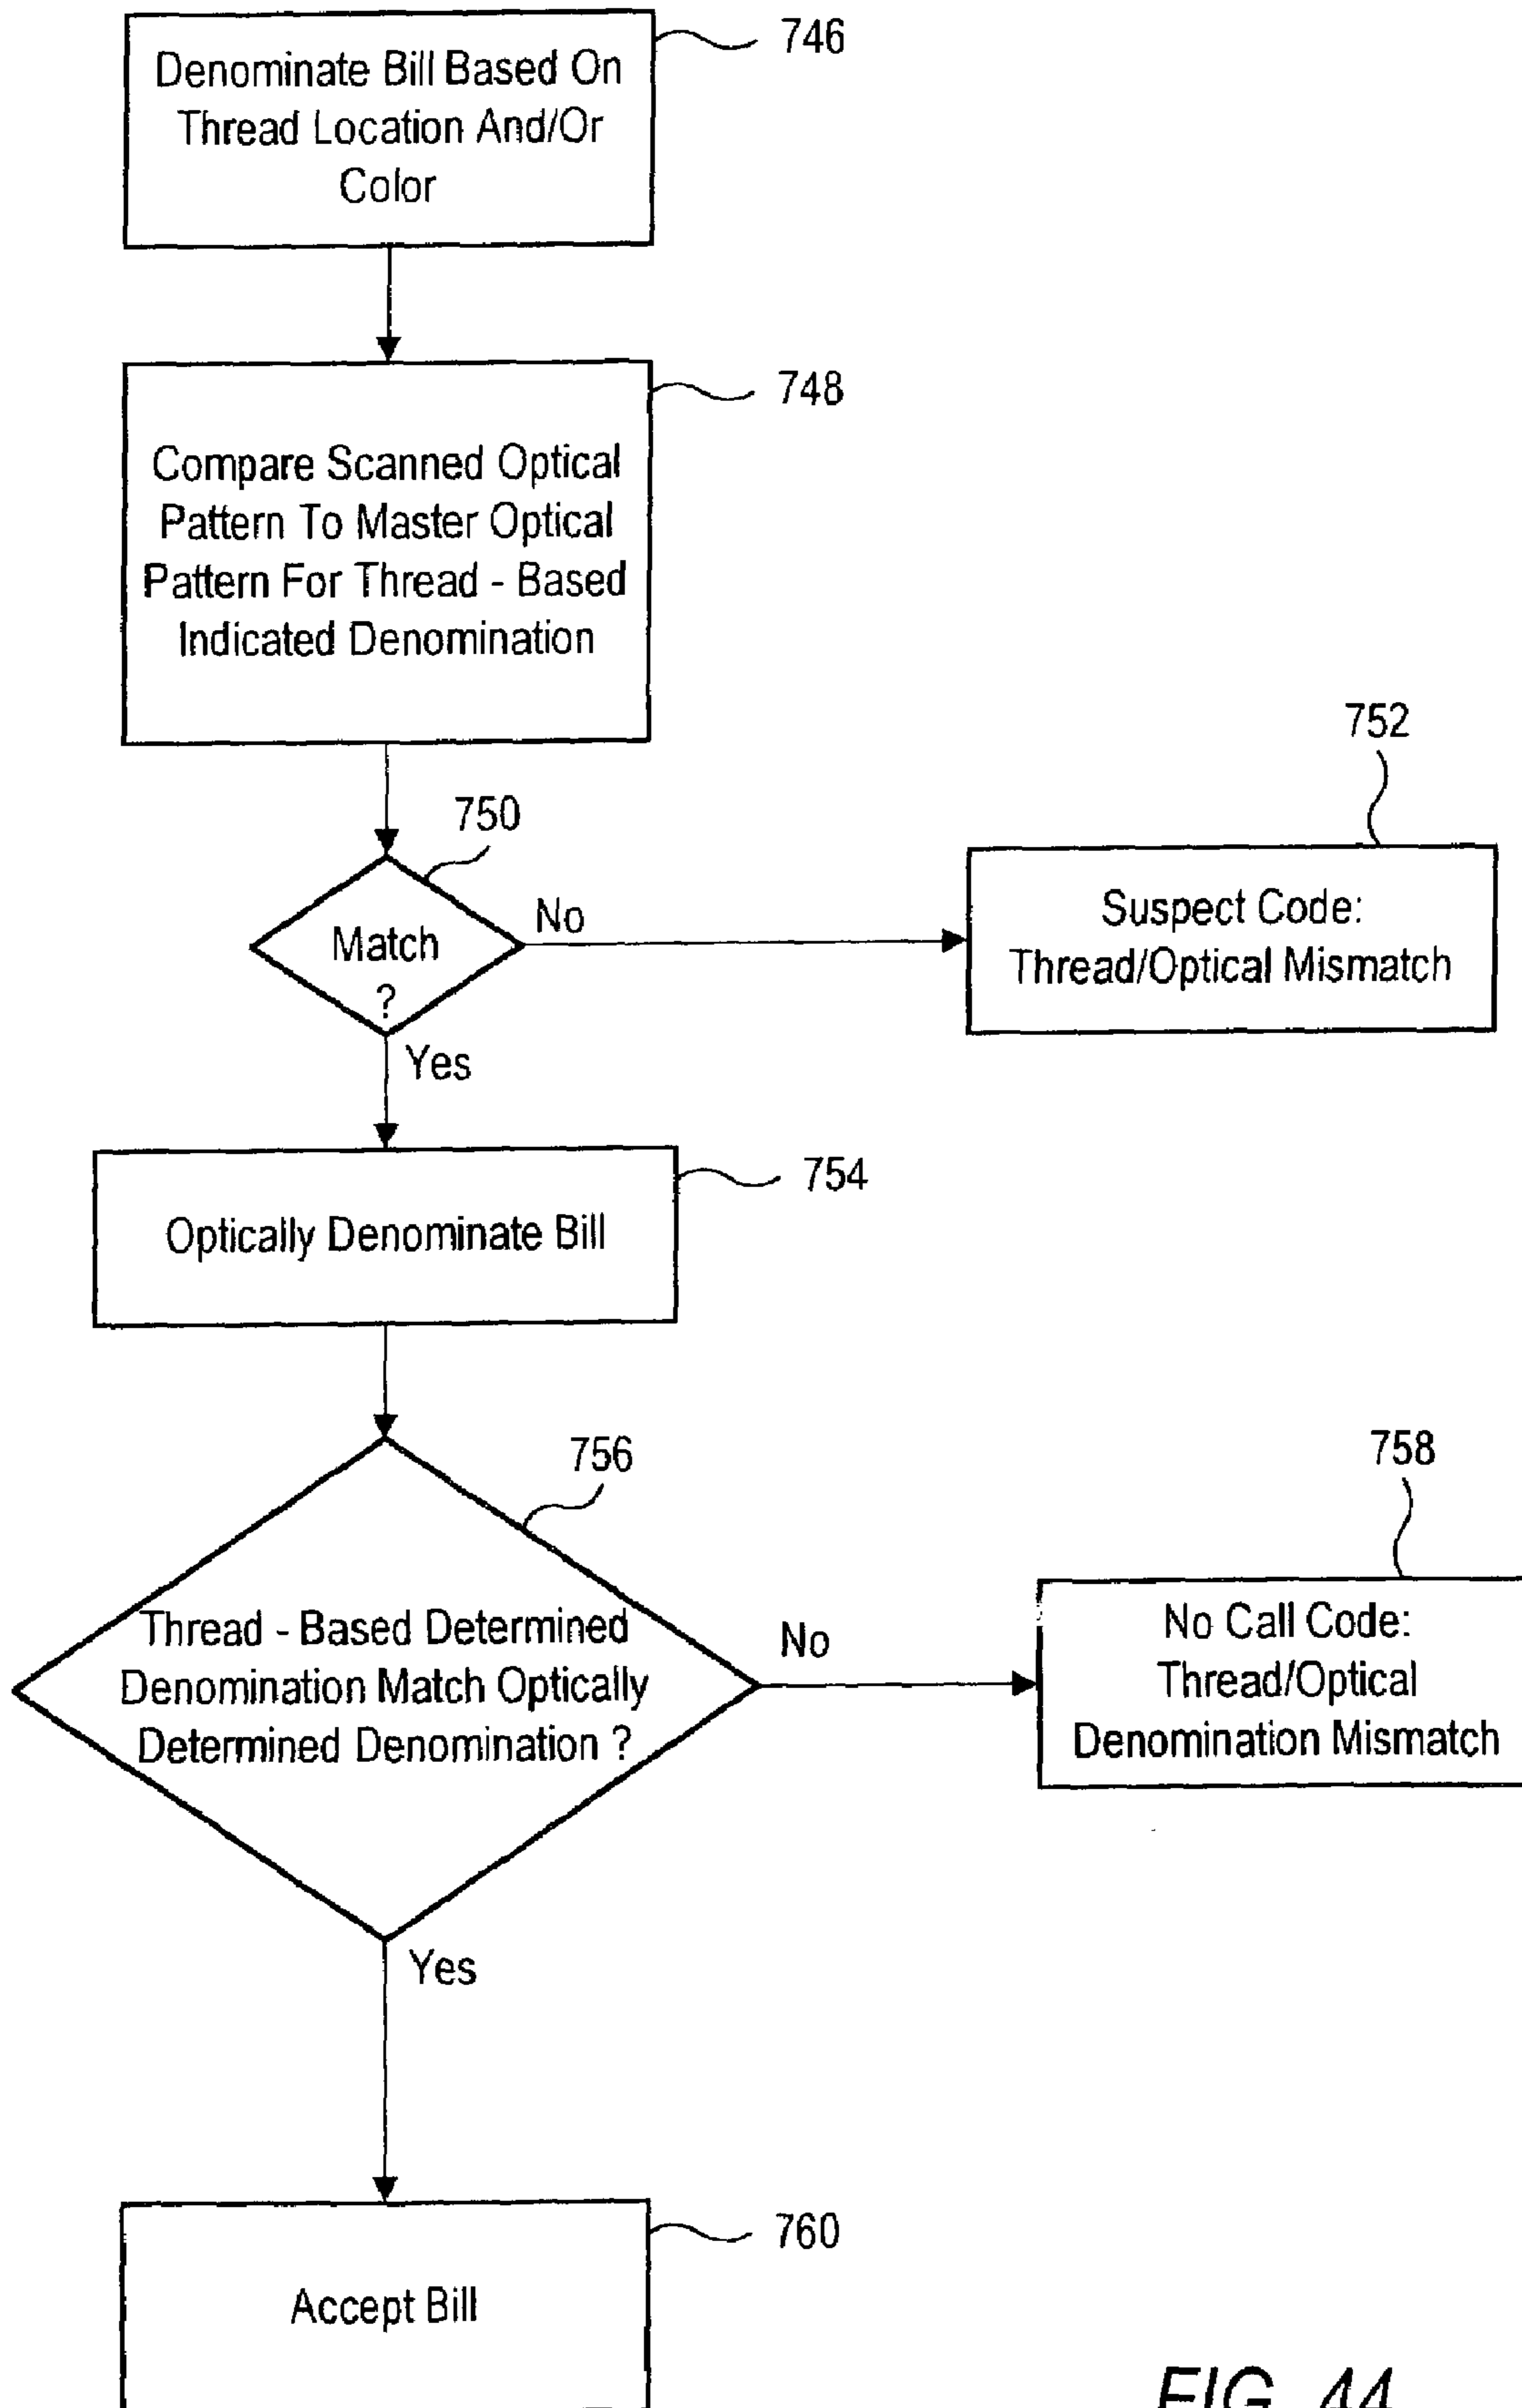 746
Denominate Bill Based On
Thread Location And/Or
Color
748
Compare Scanned Optical
Pattern To Master Optical
Pattern For Thread - Based
Indicated Denomination
752
750
Match
?
No
Suspect Code:
Thread/Optical Mismatch
Yes
754
Optically Denominate Bill
756
758
Thread - Based Determined
Denomination Match Optically
Determined Denomination ?
No
No Call Code:
Thread/Optical
Denomination Mismatch
Yes
760
Accept Bill
FIG. 44